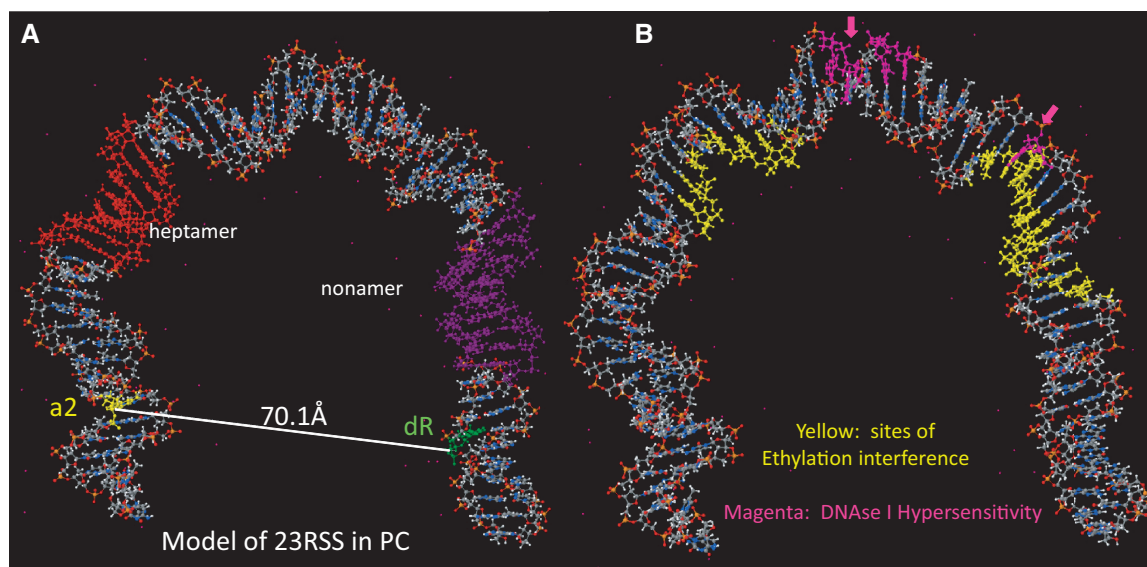 A
heptamer
nonamer
a2
70.1Å
dR
Model of 23RSS in PC
B
Yellow: sites of
Ethylation interference
Magenta: DNAse I Hypersensitivity